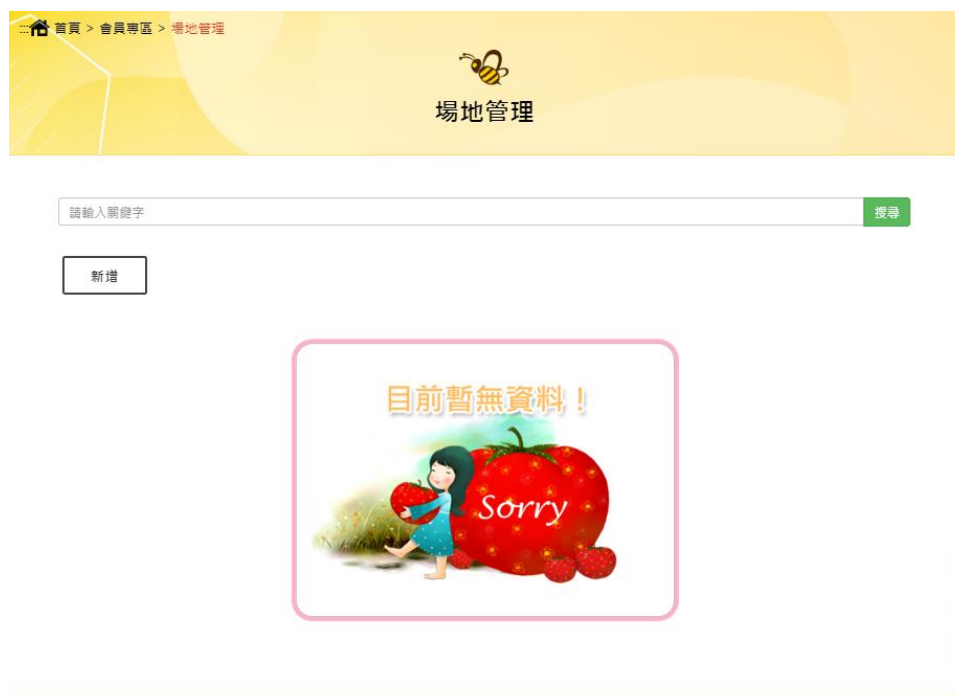 :::首頁 > 會員專區 > 場地管理
場地管理
請輸入關鍵字
搜尋
新增
目前暫無資料！
Sorry